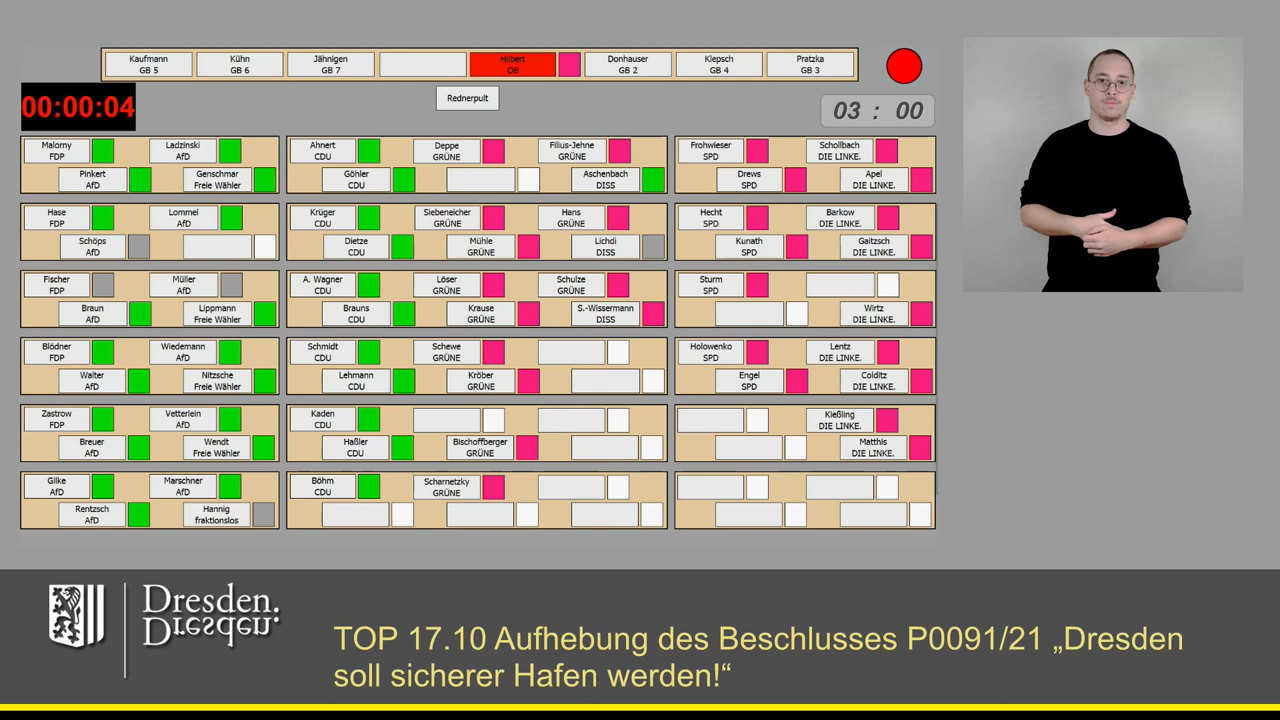 Kaufmann
GB 5
Kühn
GB 6
Jähnigen
GB 7
Hilbert
OB
Donhauser
GB 2
Klepsch
GB 4
Pratzka
GB 3
00:00:04
Rednerpult
03 : 00
Malorny
FDP
Ladzinski
AfD
Pinkert
AfD
Genschmar
Freie Wähler
Hase
FDP
Lommel
AfD
Schöps
AfD
Fischer
FDP
Müller
AfD
Braun
AfD
Lippmann
Freie Wähler
Blödner
FDP
Wiedemann
AfD
Walter
AfD
Nitzsche
Freie Wähler
Zastrow
FDP
Vetterlein
AfD
Breuer
AfD
Wendt
Freie Wähler
Gilke
AfD
Marschner
AfD
Rentzsch
AfD
Hannig
fraktionslos
Ahnert
CDU
Deppe
GRÜNE
Filius-Jehne
GRÜNE
Göhler
CDU
Aschenbach
DISS
Krüger
CDU
Siebeneicher
GRÜNE
Hans
GRÜNE
Dietze
CDU
Mühle
GRÜNE
Lichdi
DISS
A. Wagner
CDU
Löser
GRÜNE
Schulze
GRÜNE
Brauns
CDU
Krause
GRÜNE
S.-Wissermann
DISS
Schmidt
CDU
Schewe
GRÜNE
Lehmann
CDU
Kröber
GRÜNE
Kaden
CDU
Haßler
CDU
Bischoffberger
GRÜNE
Böhm
CDU
Scharnetzky
GRÜNE
Frohwieser
SPD
Schollbach
DIE LINKE.
Drews
SPD
Apel
DIE LINKE.
Hecht
SPD
Barkow
DIE LINKE.
Kunath
SPD
Gaitzsch
DIE LINKE.
Sturm
SPD
Wirtz
DIE LINKE.
Holowenko
SPD
Lentz
DIE LINKE.
Engel
SPD
Colditz
DIE LINKE.
Kießling
DIE LINKE.
Matthis
DIE LINKE.
Dresden.
Dresden.
TOP 17.10 Aufhebung des Beschlusses P0091/21 „Dresden
soll sicherer Hafen werden!“